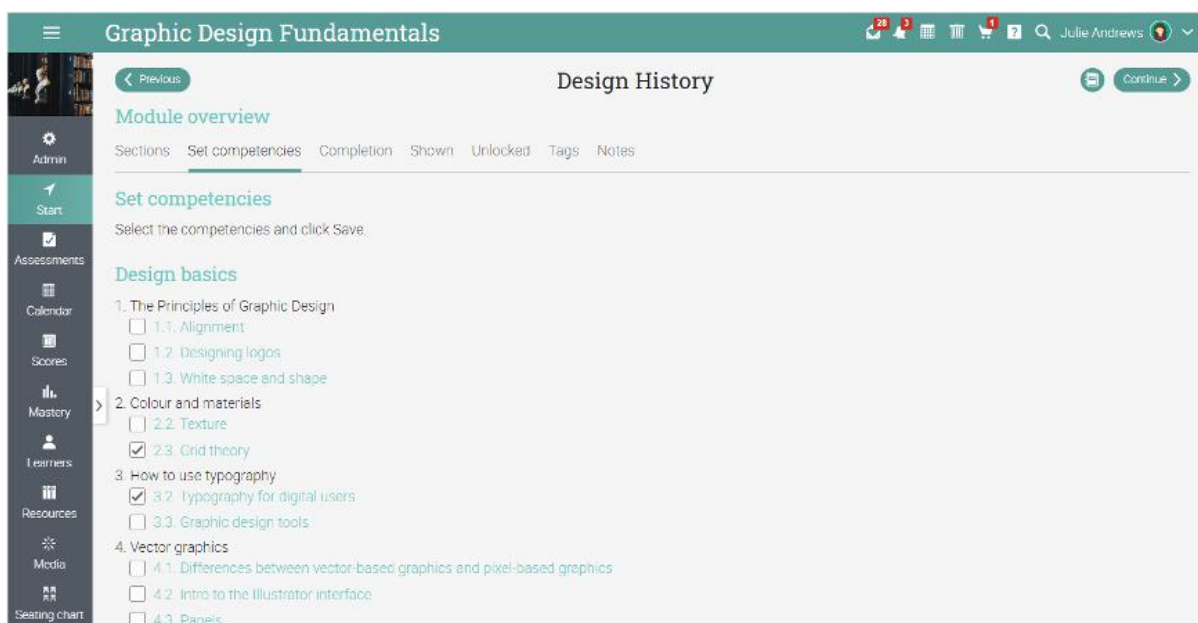 Graphic Design Fundamentals
28
3
1
?
Julie Andrews
Previous
Design History
Continue
Module overview
Sections Set competencies Completion Shown Unlocked Tags Notes
Set competencies
Select the competencies and click Save.
Design basics
1. The Principles of Graphic Design
1.1. Alignment
1.2. Designing logos
1.3. White space and shape
2. Colour and materials
2.2. Texture
2.3. Grid theory
3. How to use typography
3.2. Typography for digital users
3.3. Graphic design tools
4. Vector graphics
4.1. Differences between vector-based graphics and pixel-based graphics
4.2. Intro to the Illustrator interface
4.3. Panels
Admin
Start
Assessments
Calendar
Scores
Mastery
Learners
Resources
Media
Seating chart